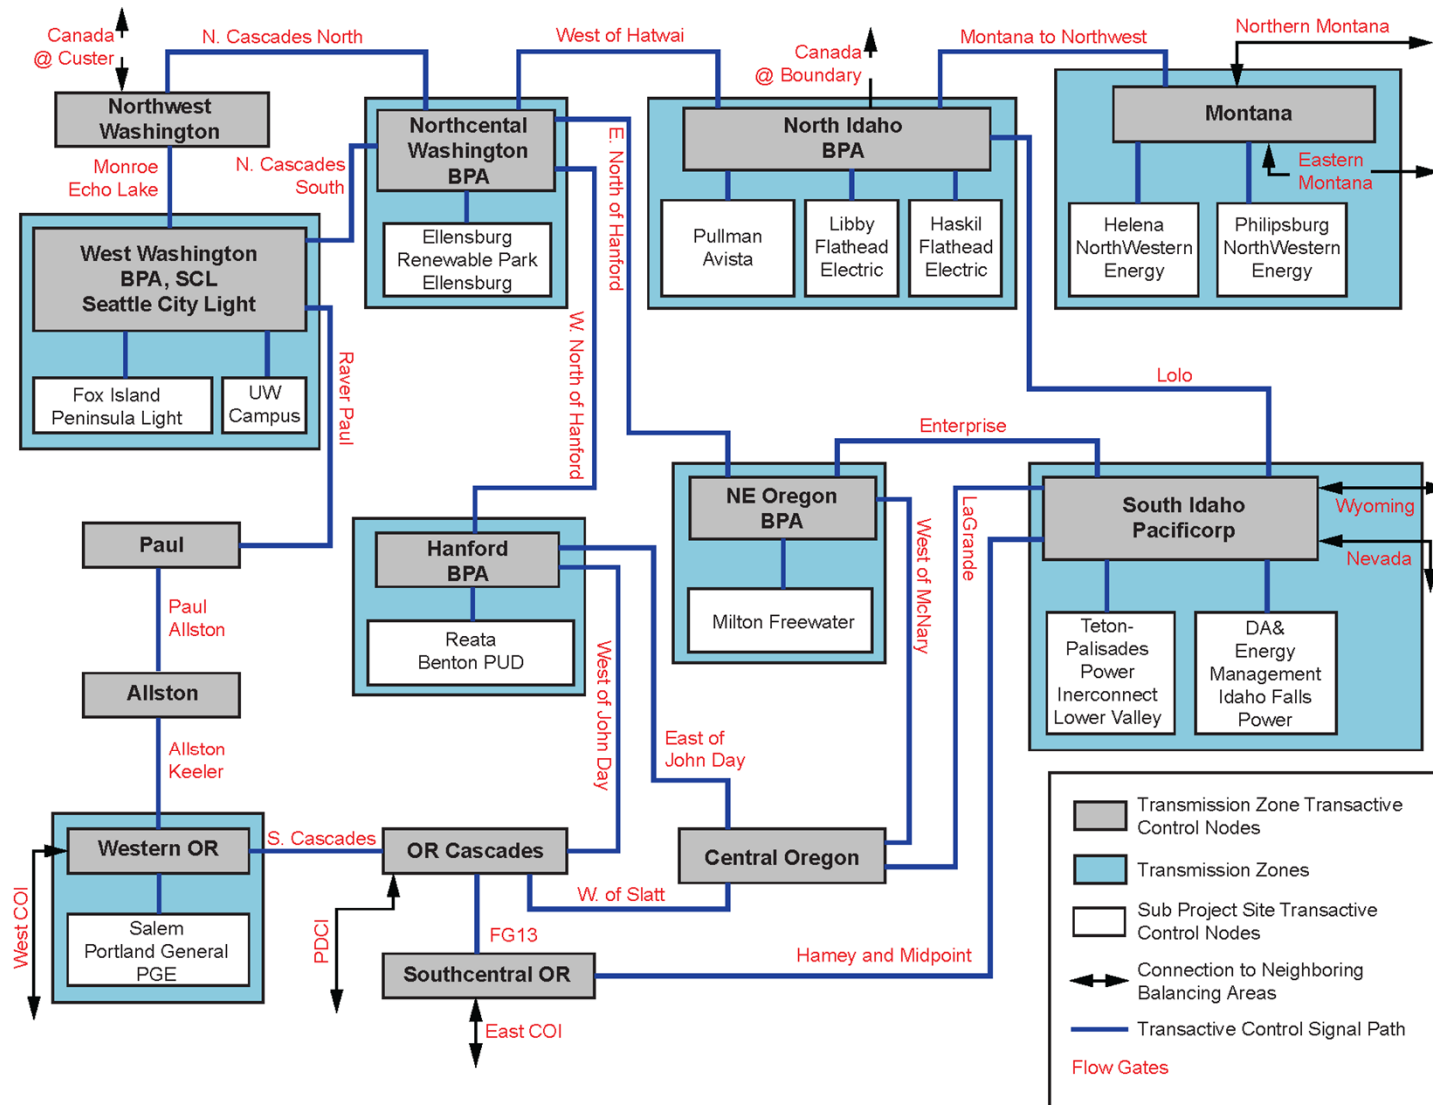 Canada
@ Custer
N. Cascades North
West of Hatwai
Canada
@ Boundary
Montana to Northwest
Northern Montana
Northwest
Washington
Northcental
Washington
BPA
North Idaho
BPA
Montana
Monroe
Echo Lake
N. Cascades
South
E. North of Hanford
Eastern
Montana
Ellensburg
Renewable Park
Ellensburg
Pullman
Avista
Libby
Flathead
Electric
Haskil
Flathead
Electric
Helena
NorthWestern
Energy
Philipsburg
NorthWestern
Energy
West Washington
BPA, SCL
Seattle City Light
Fox Island
Peninsula Light
UW
Campus
Raver Paul
W. North of Hanford
Lolo
Enterprise
NE Oregon
BPA
LaGrande
South Idaho
Pacificorp
Wyoming
Nevada
Paul
Hanford
BPA
West of McNary
Milton Freewater
Reata
Benton PUD
Teton-
Palisades
Power
Inerconnect
Lower Valley
DA&
Energy
Management
Idaho Falls
Power
Paul
Allston
West of John Day
Allston
East of
John Day
Allston
Keeler
Western OR
S. Cascades
OR Cascades
Central Oregon
W. of Slatt
West COI
Salem
Portland General
PGE
PDCI
FG13
Southcentral OR
Hamey and Midpoint
East COI
Transmission Zone Transactive
Control Nodes
Transmission Zones
Sub Project Site Transactive
Control Nodes
Connection to Neighboring
Balancing Areas
Transactive Control Signal Path
Flow Gates